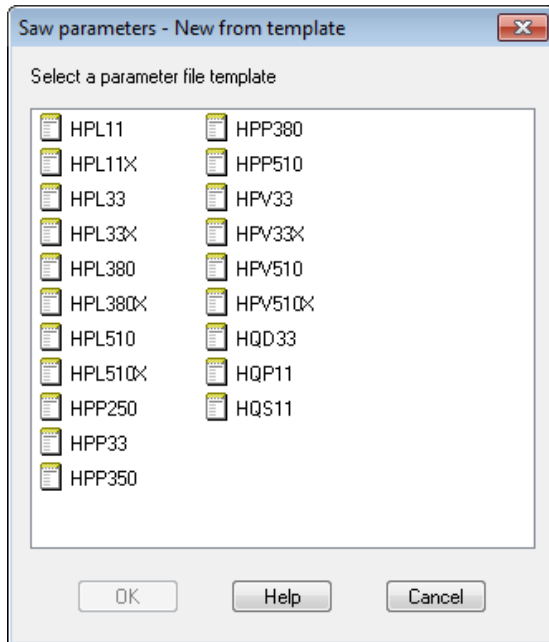 Saw parameters - New from template
Select a parameter file template
HPL11
HPL11X
HPL33
HPL33X
HPL380
HPL380X
HPL510
HPL510X
HPP250
HPP33
HPP350
HPP380
HPP510
HPV33
HPV33X
HPV510
HPV510X
HQD33
HQP11
HQS11
OK
Help
Cancel